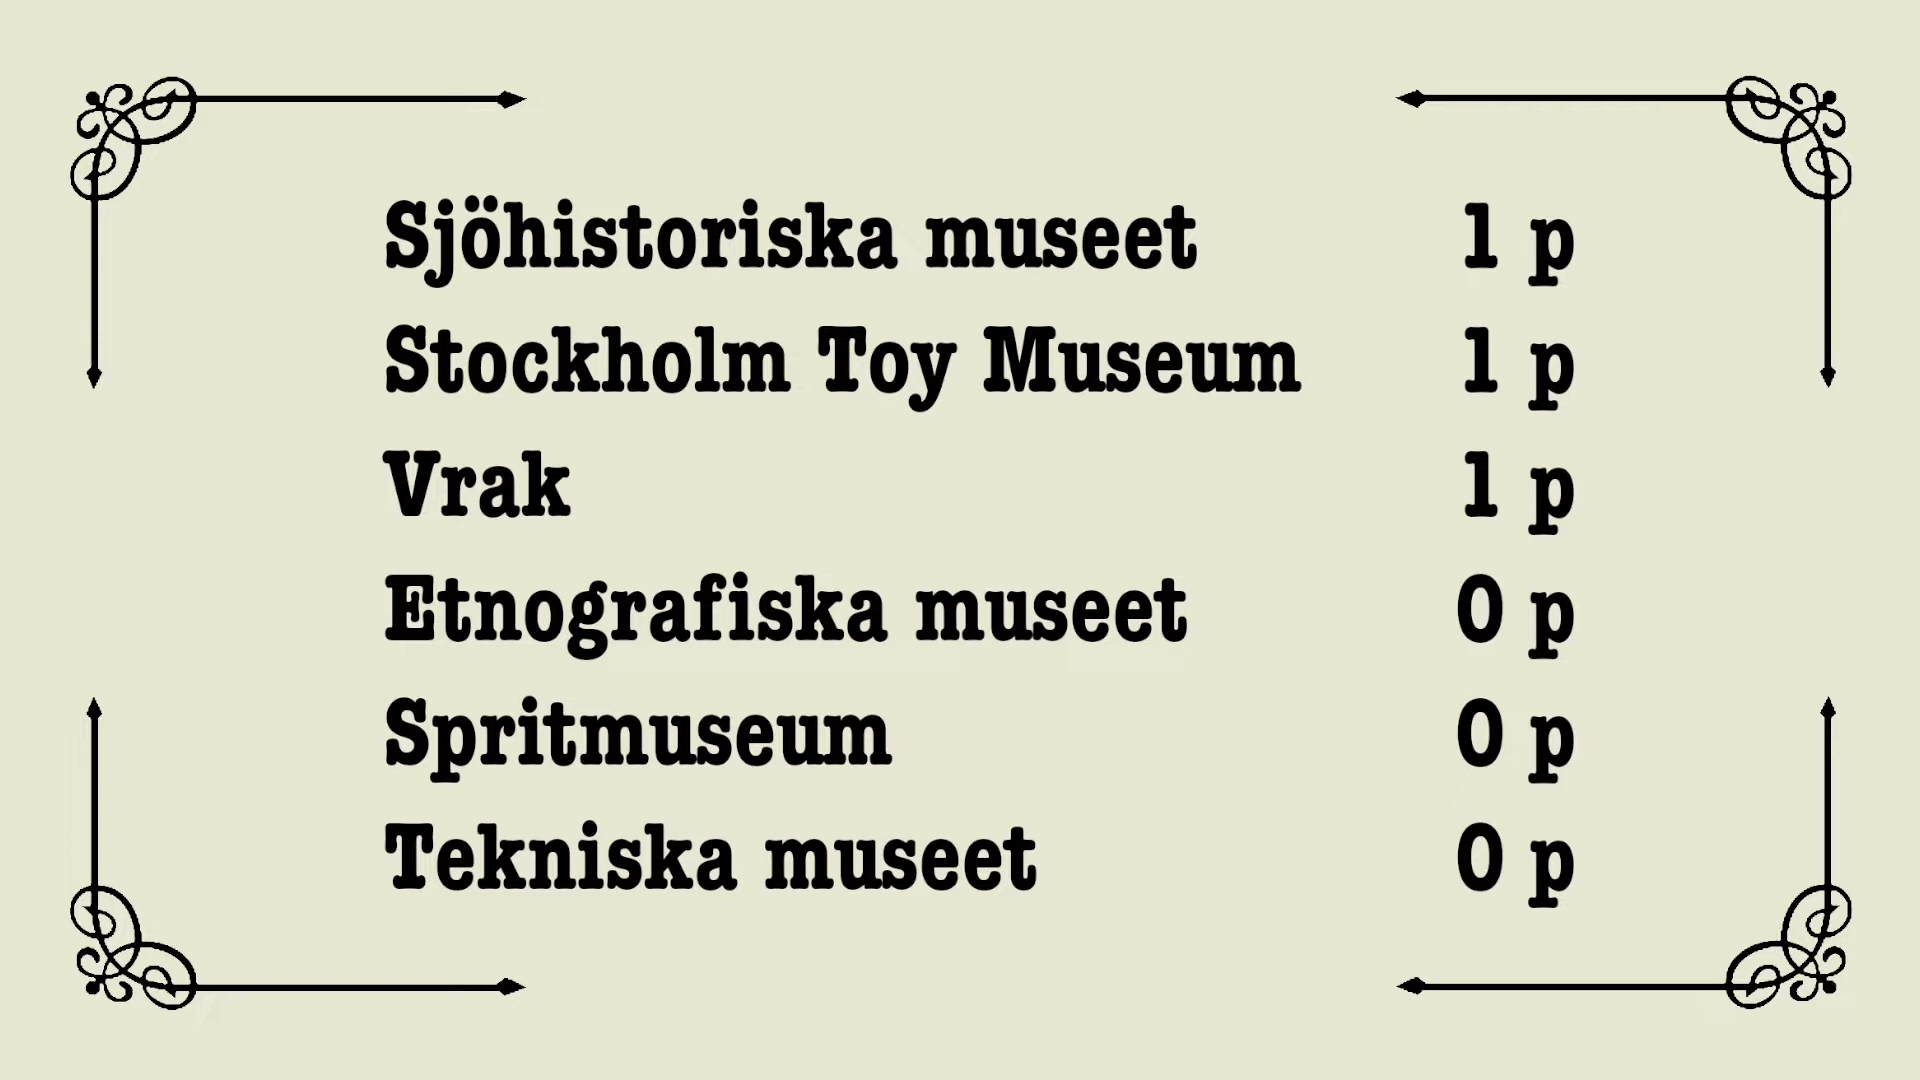 Sjöhistoriska museet 1 p
Stockholm Toy Museum 1 p
Vrak 1 p
Etnografiska museet 0 p
Spritmuseum 0 p
Tekniska museet 0 p